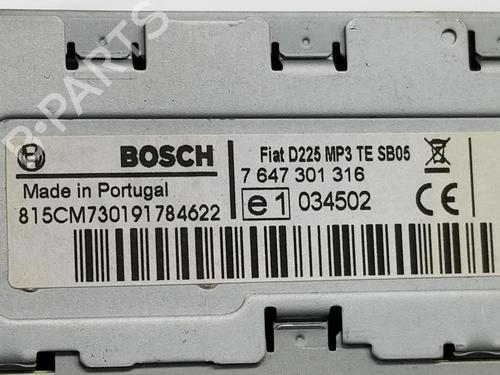 B-PARTS
BOSCH
Fiat D225 MP3 TE SB05
7 647 301 316
Made in Portugal
e1 034502
CE
815CM730191784622